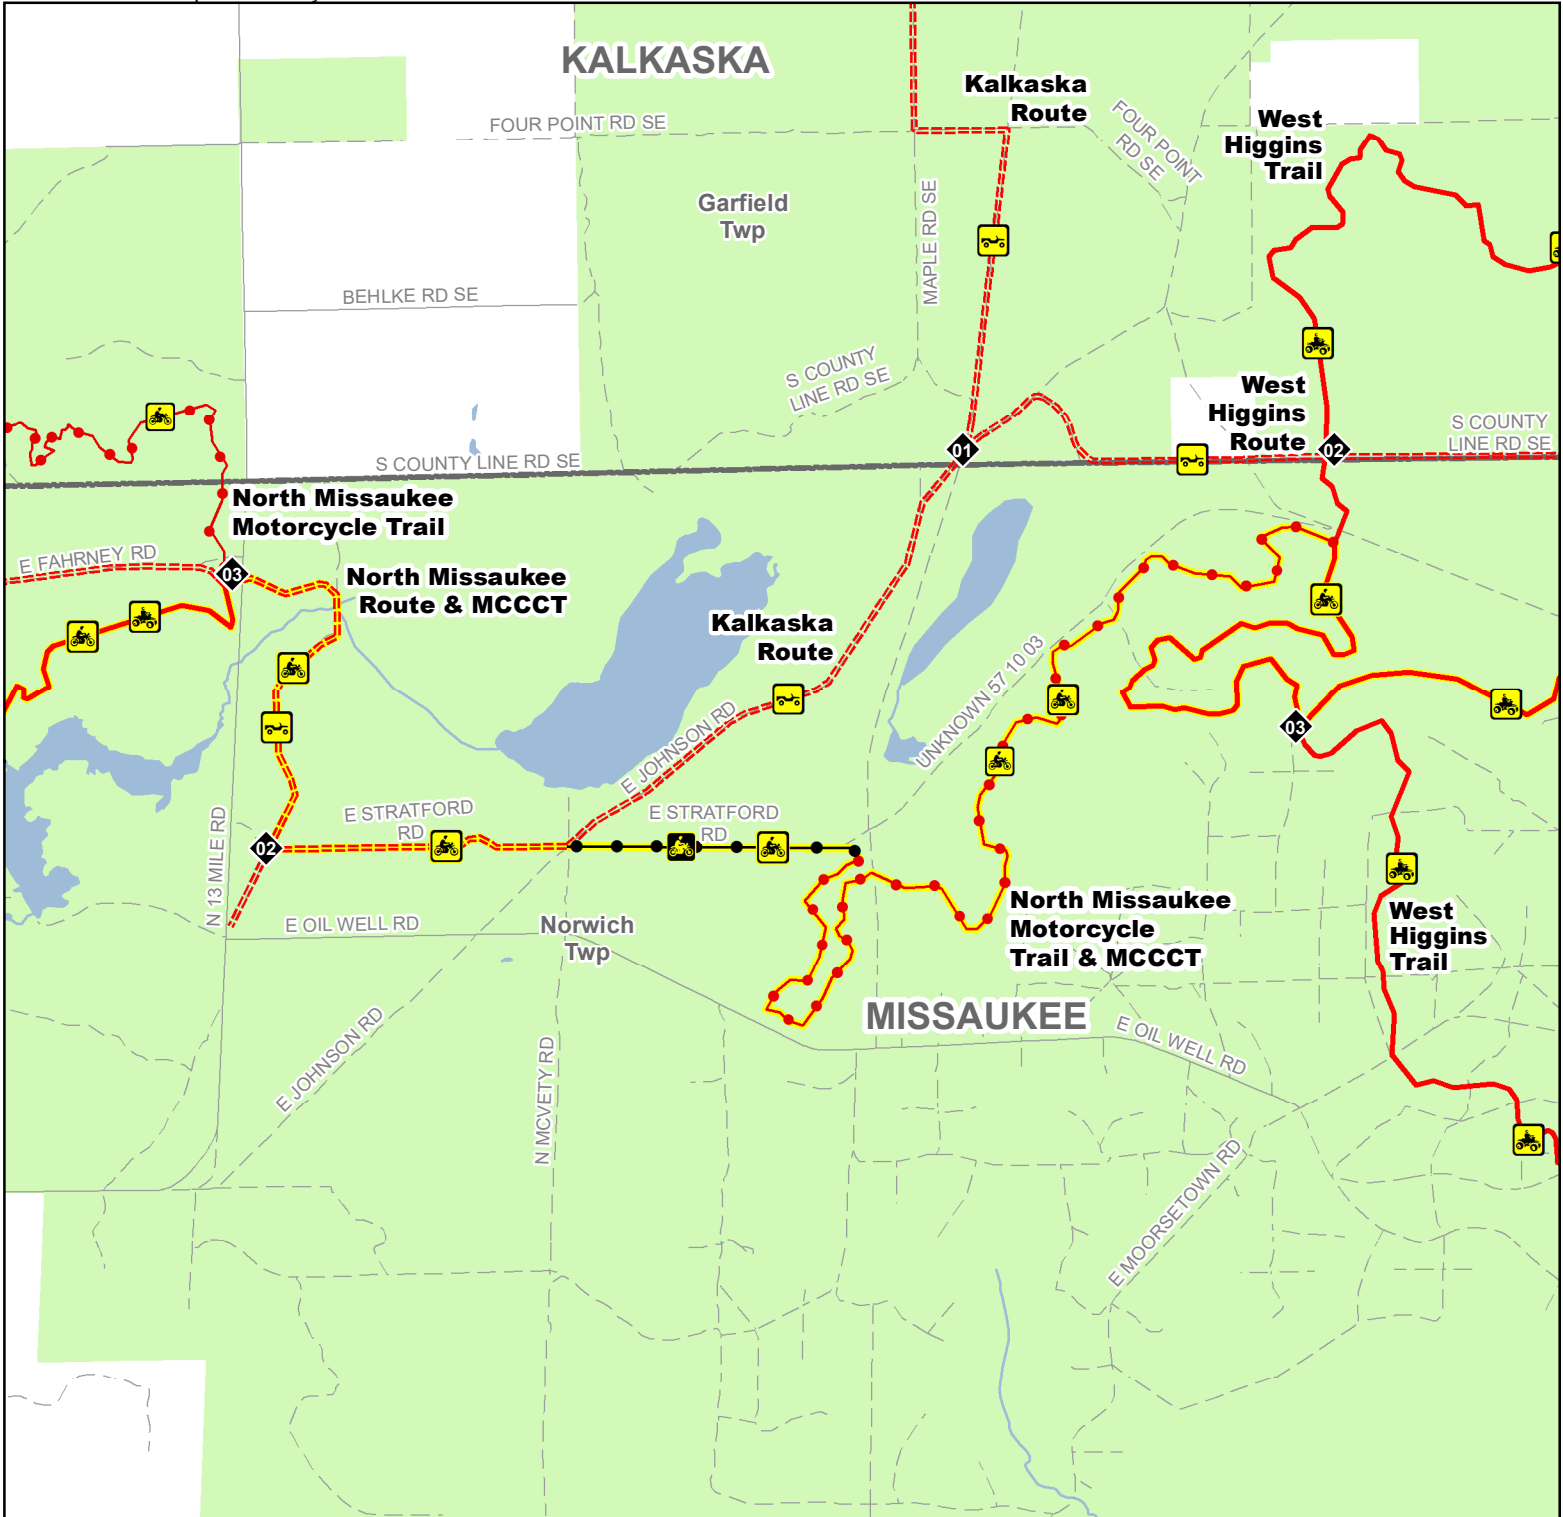 KALKASKA
Kalkaska
Route
FOUR POINT RD SE
FOUR POINT
RD SE
West
Higgins
Trail
Garfield
Twp
MAPLE RD SE
BEHLKE RD SE
S COUNTY
LINE RD SE
West
Higgins
Route
S COUNTY
LINE RD SE
01
02
S COUNTY LINE RD SE
North Missaukee
Motorcycle Trail
E FAHRNEY RD
03
North Missaukee
Route & MCCCT
Kalkaska
Route
UNKNOWN 57 10 03
03
E JOHNSON RD
N 13 MILE RD
E STRATFORD
RD
E STRATFORD
RD
02
E OIL WELL RD
Norwich
Twp
North Missaukee
Motorcycle
Trail & MCCCT
West
Higgins
Trail
MISSAUKEE
E OIL WELL RD
E JOHNSON RD
N MCVETY RD
E MOORSETOWN RD